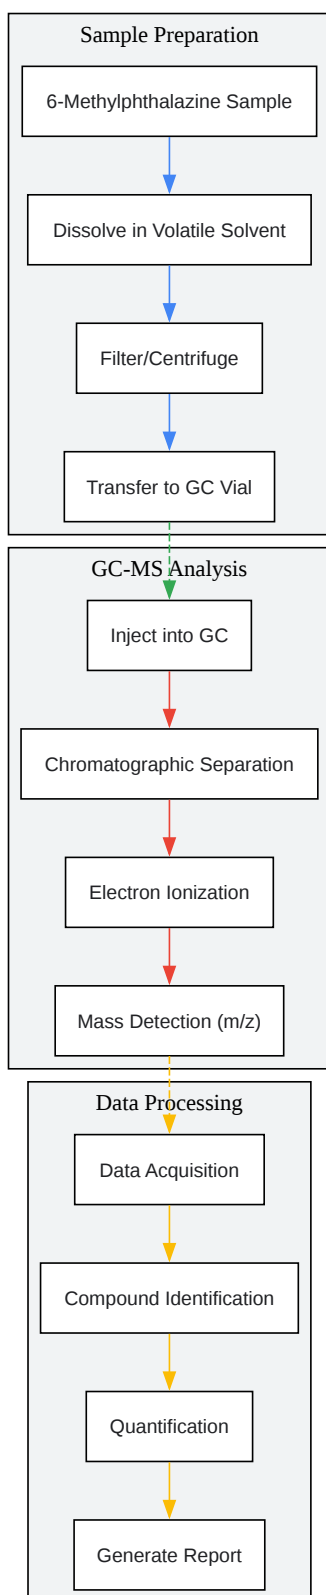 Sample Preparation
6-Methylphthalazine Sample
Dissolve in Volatile Solvent
Filter/Centrifuge
Transfer to GC Vial
GC-MS Analysis
Inject into GC
Chromatographic Separation
Electron Ionization
Mass Detection (m/z)
Data Processing
Data Acquisition
Compound Identification
Quantification
Generate Report